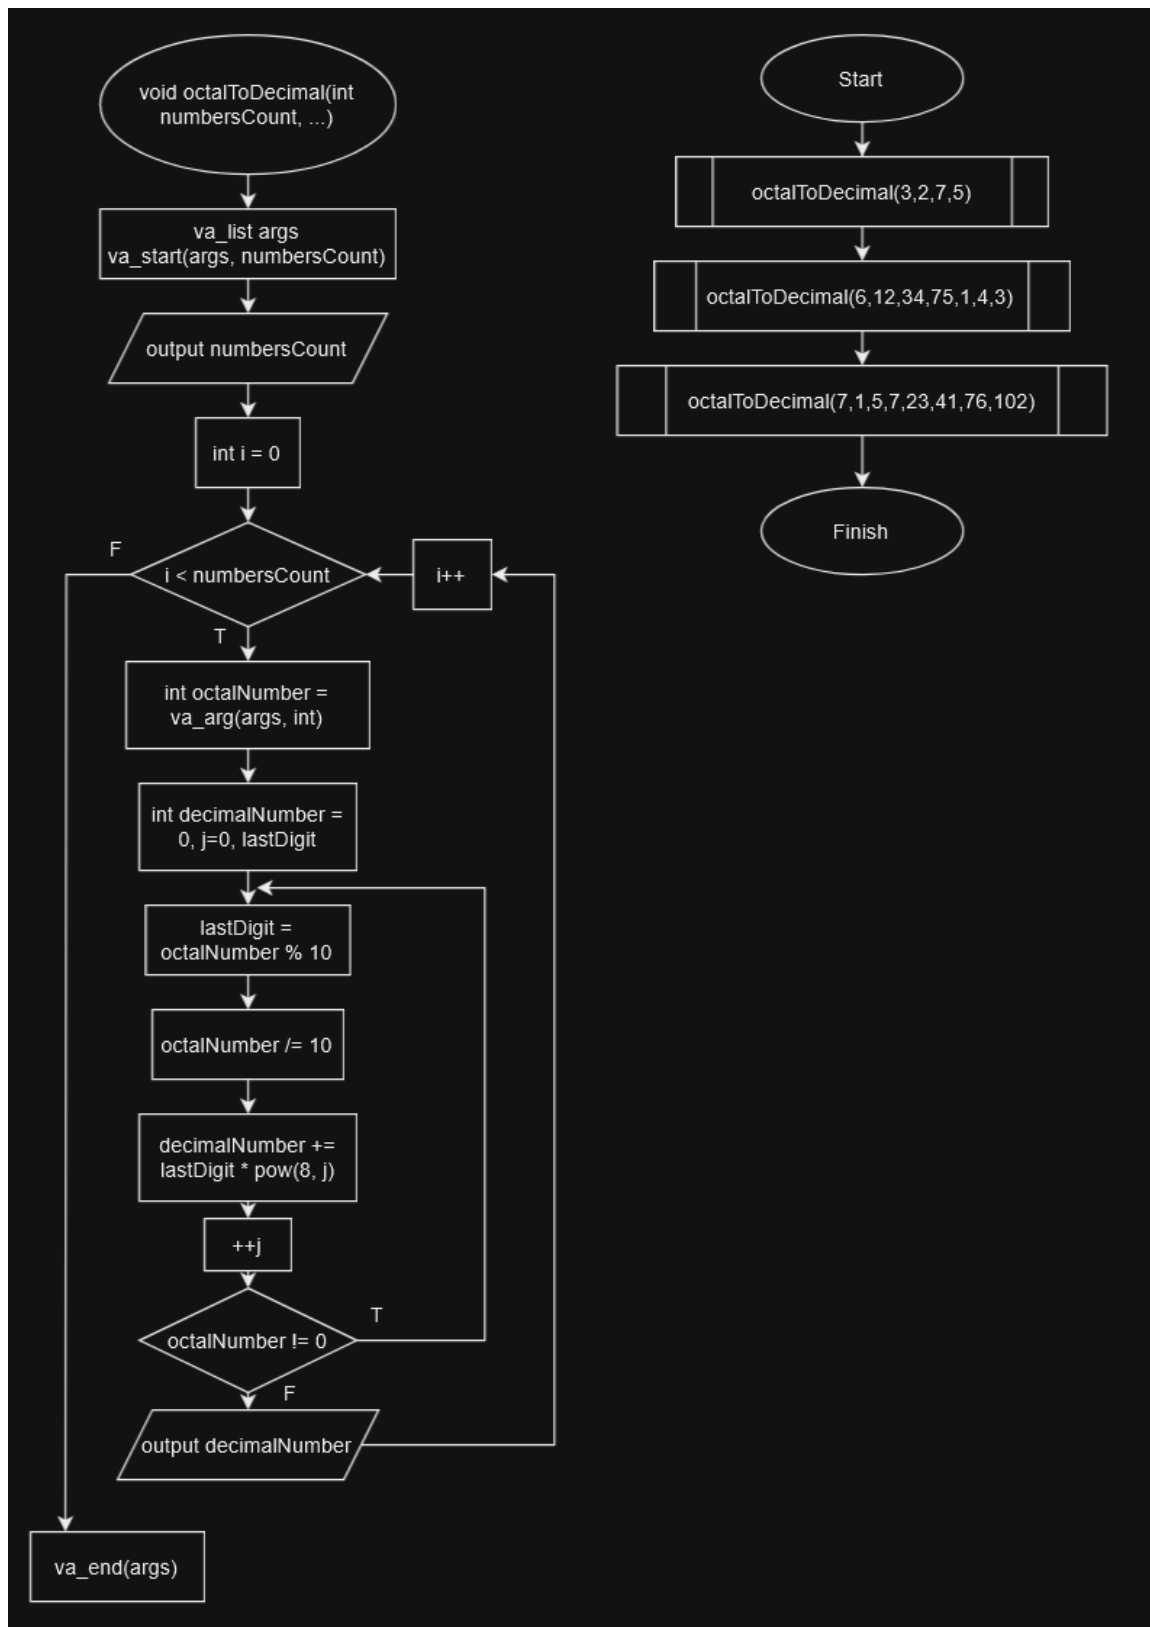 void octalToDecimal(int
numbersCount, ...)
va_list args
va_start(args, numbersCount)
output numbersCount
int i = 0
F
i < numbersCount
i++
T
int octalNumber =
va_arg(args, int)
int decimalNumber =
0, j=0, lastDigit
lastDigit =
octalNumber % 10
octalNumber /= 10
decimalNumber +=
lastDigit * pow(8, j)
++j
T
octalNumber != 0
F
output decimalNumber
va_end(args)
Start
octalToDecimal(3,2,7,5)
octalToDecimal(6,12,34,75,1,4,3)
octalToDecimal(7,1,5,7,23,41,76,102)
Finish